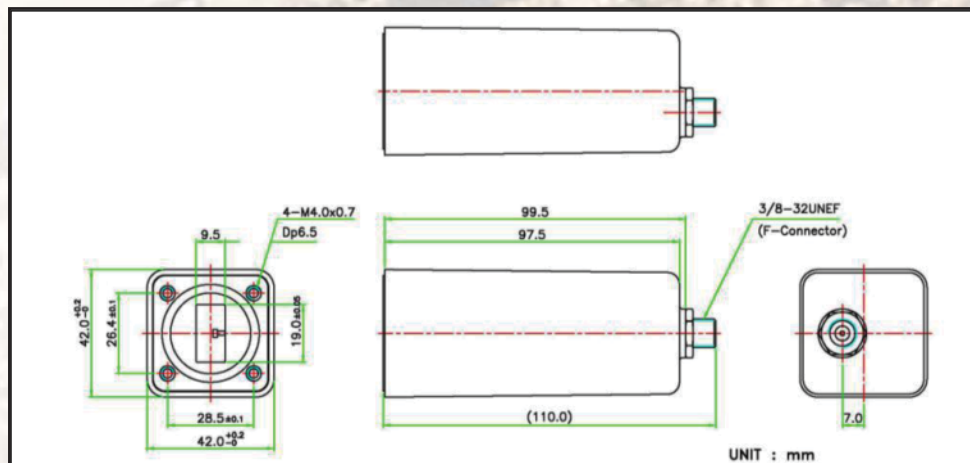 4-M4.0x0.7
Dp6.5
9.5
42.0+0.2 -0
26.4±0.1
19.0±0.05
28.5±0.1
42.0+0.2 -0
99.5
97.5
3/8-32UNEF
(F-Connector)
(110.0)
7.0
UNIT : mm